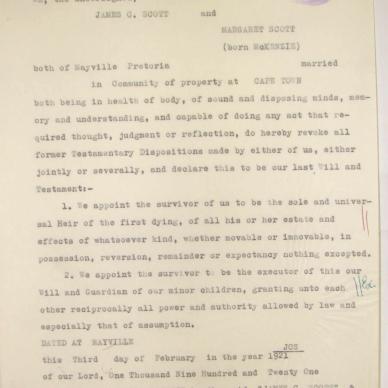 JAMES C. SCOTT and
MARGARET SCOTT
(born McKENZIE)
both of Mayville Pretoria married
in Community of property at CAPE TOWN
both being in health of body, of sound and disposing minds, mem-
ory and understanding, and capable of doing any act that re-
quired thought, judgment or reflection, do hereby revoke all
former Testamentary Dispositions made by either of us, either
jointly or severally, and declare this to be our last Will and
Testament:-
1. We appoint the survivor of us to be the sole and univer-
sal Heir of the first dying, of all his or her estate and
effects of whatsoever kind, whether movable or imovable, in
possession, reversion, remainder or expectancy nothing excepted.
2. We appoint the survivor to be the executor of this our
Will and Guardian of our minor children, granting unto each
other reciprocally all power and authority allowed by law and
especially that of assumption.
DATED AT RAYVILLE
JOS
this Third day of February in the year 1921
of our Lord, One Thousand Nine Hundred and Twenty One